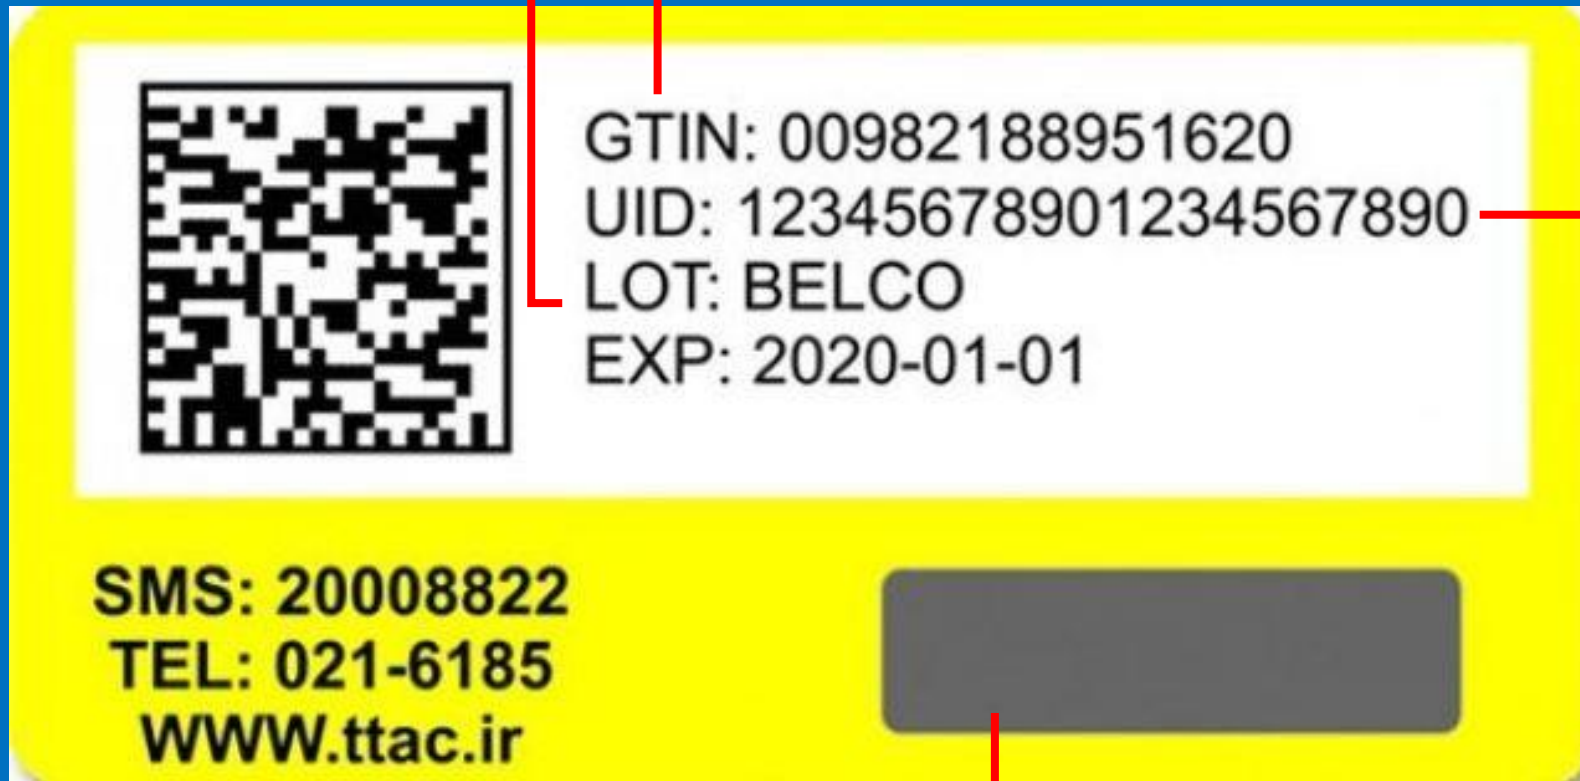 GTIN: 00982188951620
UID: 12345678901234567890
LOT: BELCO
EXP: 2020-01-01
SMS: 20008822
TEL: 021-6185
WWW.ttac.ir